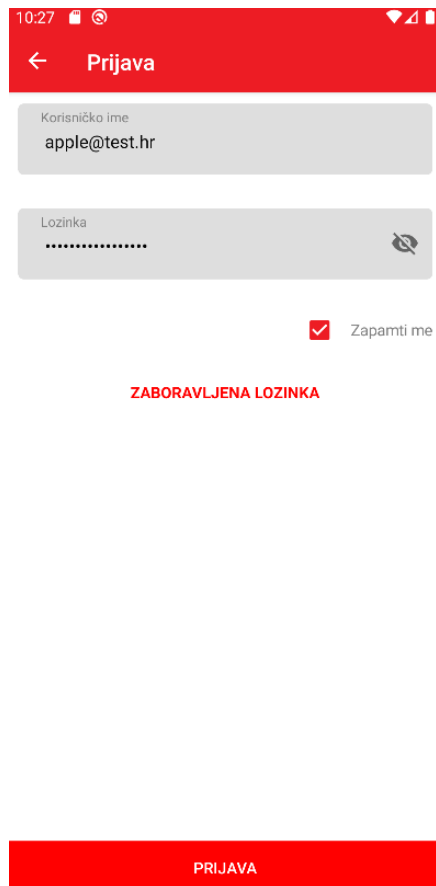 10:27
Prijava
Korisničko ime
apple@test.hr
Lozinka
•••••••••••••••••
Zapamti me
ZABORAVLJENA LOZINKA
PRIJAVA